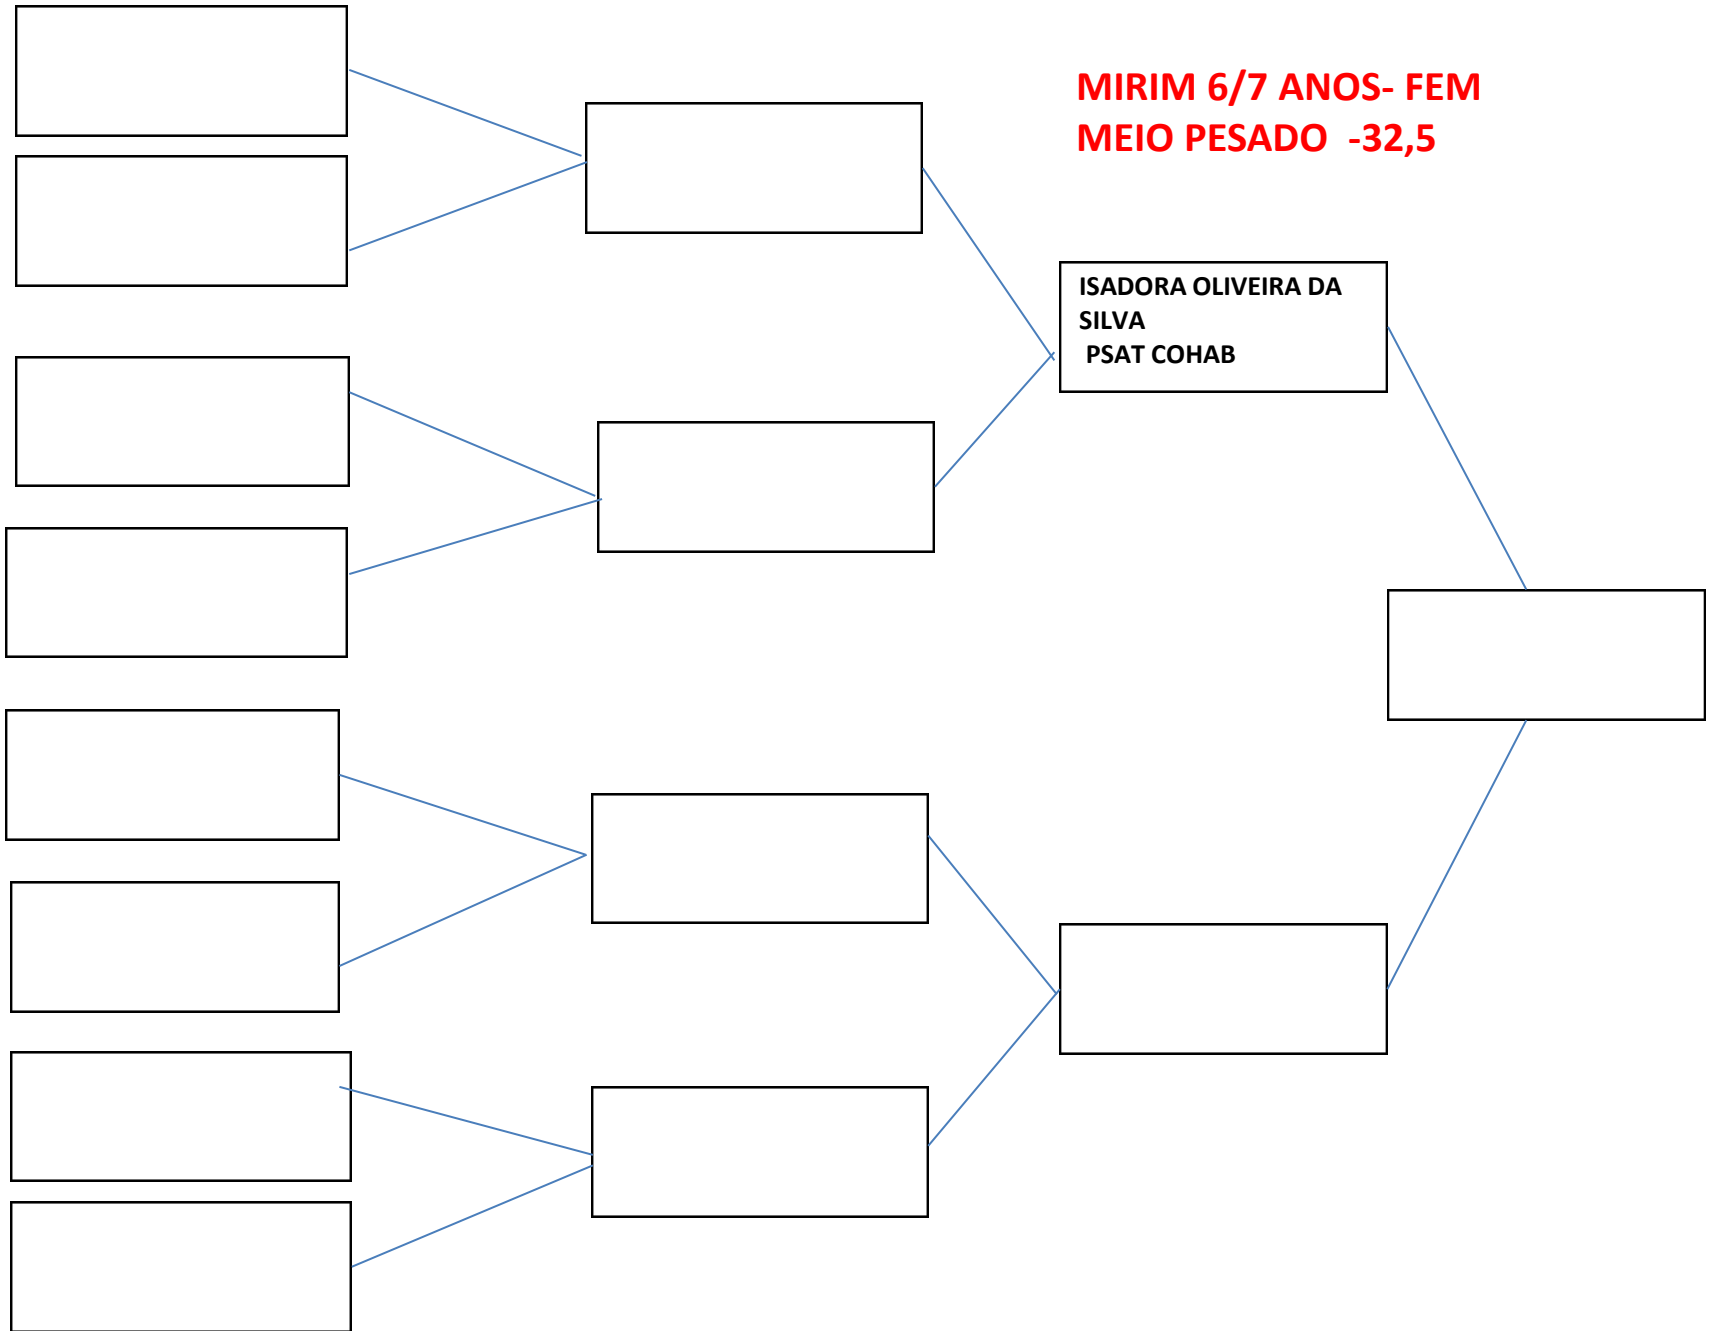 MIRIM 6/7 ANOS- FEM
MEIO PESADO -32,5
ISADORA OLIVEIRA DA
SILVA
PSAT COHAB